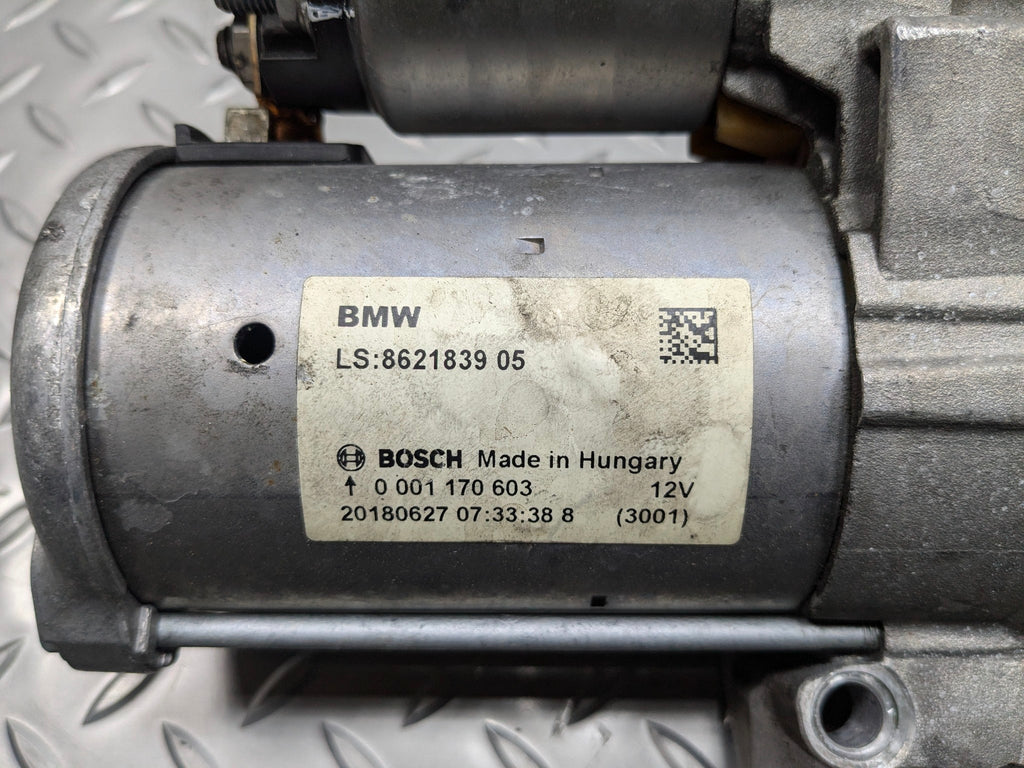 BMW
LS:8621839 05
BOSCH Made in Hungary
↑ 0 001 170 603 12V
20180627 07:33:38 8 (3001)